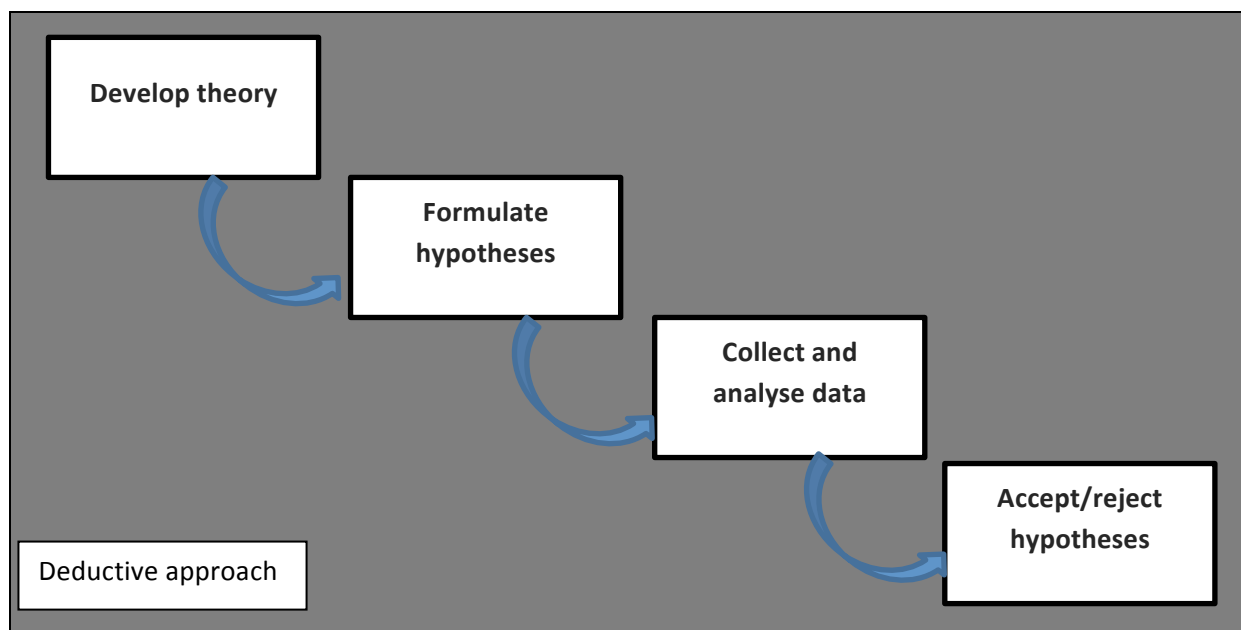 Develop theory
Formulate
hypotheses
Collect and
analyse data
Accept/reject
hypotheses
Deductive approach